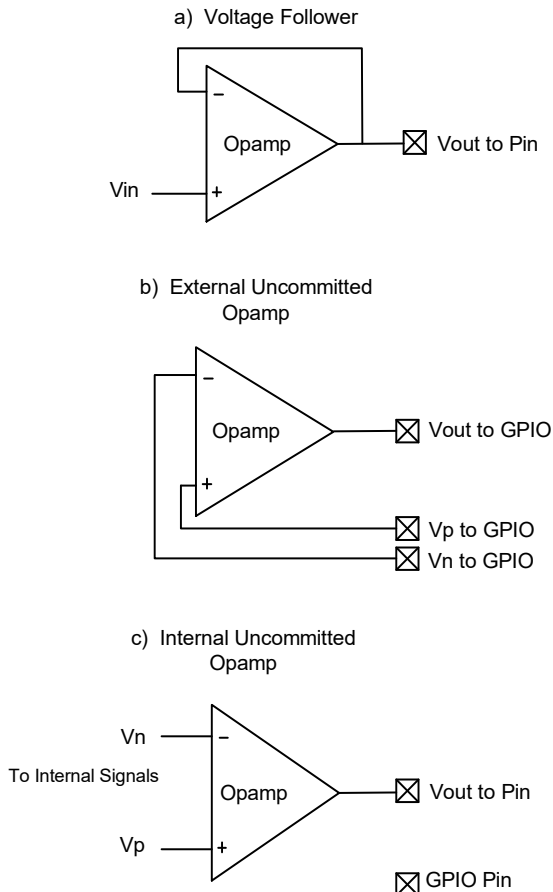 a) Voltage Follower
−
Opamp
Vout to Pin
Vin
+
b) External Uncommitted
Opamp
−
Opamp
Vout to GPIO
+
Vp to GPIO
Vn to GPIO
c) Internal Uncommitted
Opamp
Vn
−
To Internal Signals
Opamp
Vout to Pin
Vp
+
GPIO Pin